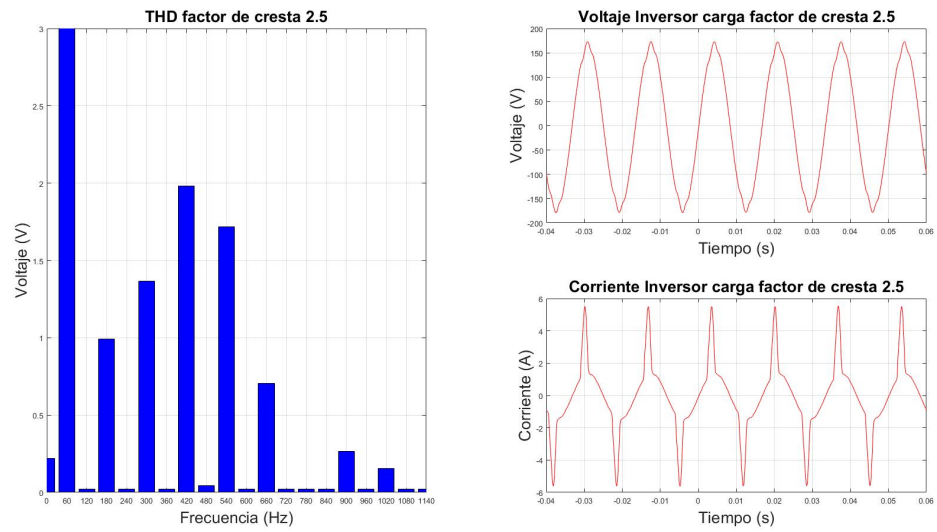 THD factor de cresta 2.5
3
2.5
2
1.5
1
0.5
0
0 60 120 180 240 300 360 420 480 540 600 660 720 780 840 900 960 1020 1080 1140
Voltaje (V)
Frecuencia (Hz)
Voltaje Inversor carga factor de cresta 2.5
200
150
100
50
0
-50
-100
-150
-200
-0.04 -0.03 -0.02 -0.01 0 0.01 0.02 0.03 0.04 0.05 0.06
Voltaje (V)
Tiempo (s)
Corriente Inversor carga factor de cresta 2.5
6
4
2
0
-2
-4
-6
-0.04 -0.03 -0.02 -0.01 0 0.01 0.02 0.03 0.04 0.05 0.06
Corriente (A)
Tiempo (s)